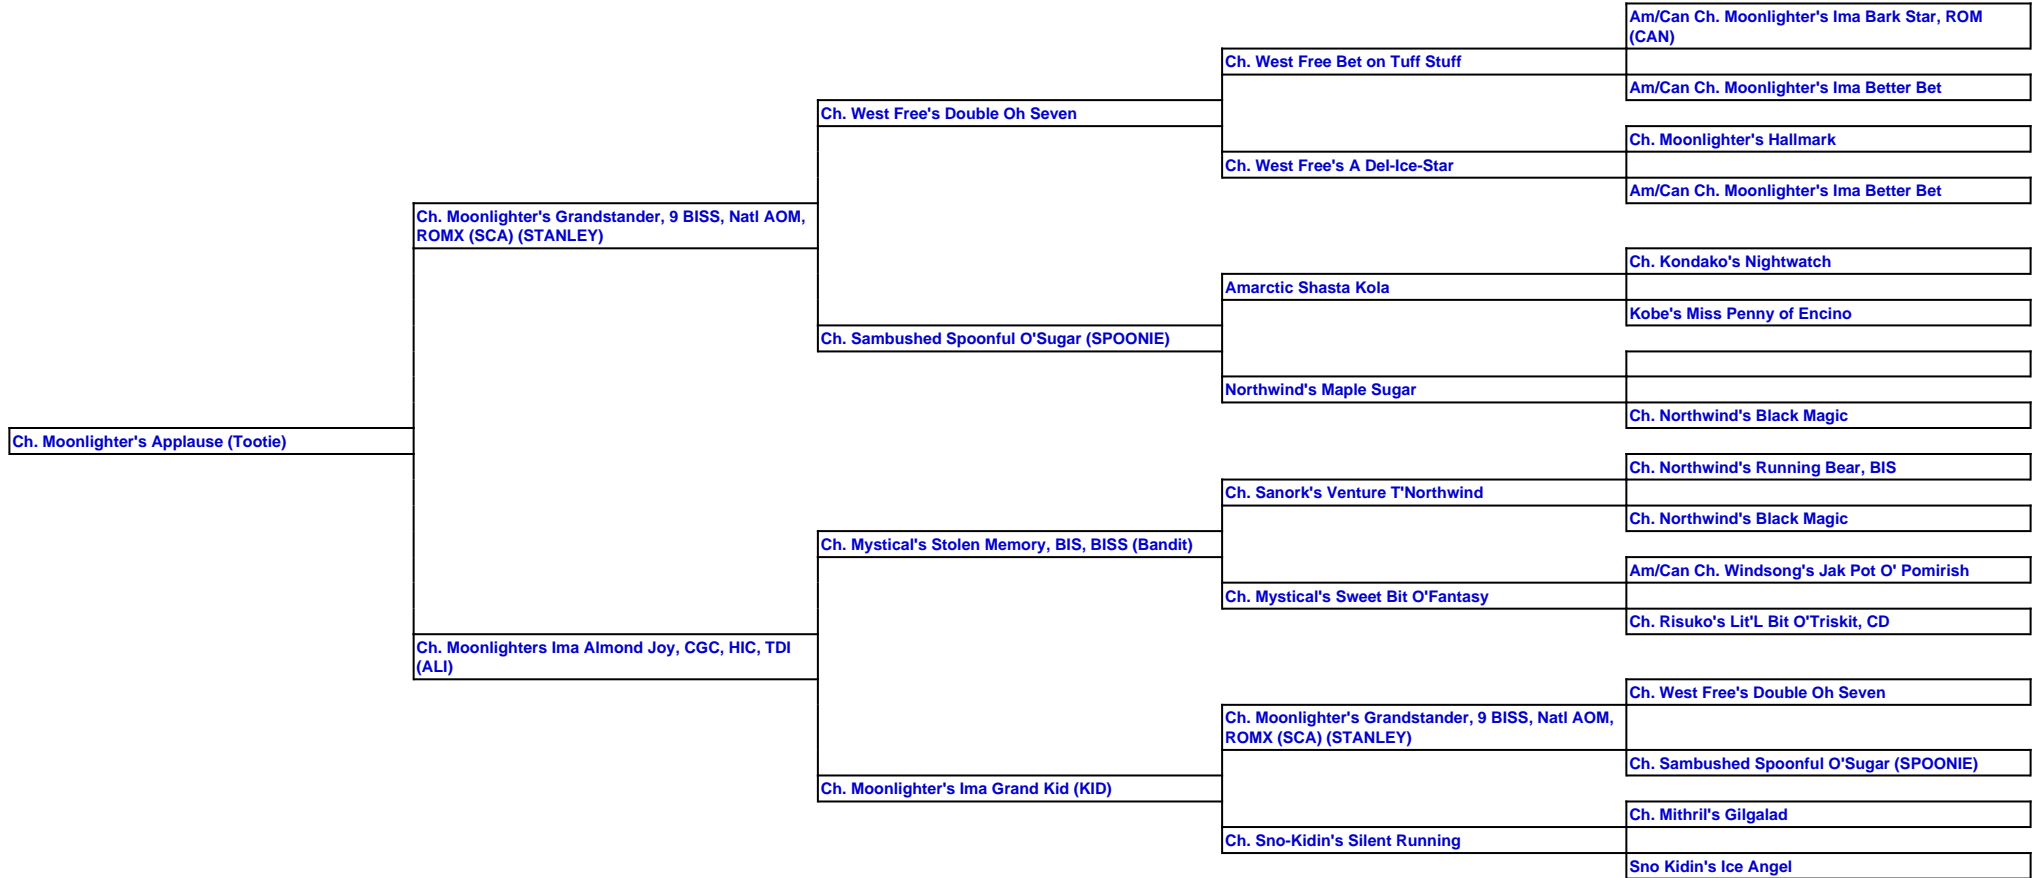 Am/Can Ch. Moonlighter's Ima Bark Star, ROM
(CAN)
Ch. West Free Bet on Tuff Stuff
Am/Can Ch. Moonlighter's Ima Better Bet
Ch. West Free's Double Oh Seven
Ch. Moonlighter's Hallmark
Ch. West Free's A Del-Ice-Star
Am/Can Ch. Moonlighter's Ima Better Bet
Ch. Moonlighter's Grandstander, 9 BISS, Natl AOM,
ROMX (SCA) (STANLEY)
Ch. Kondako's Nightwatch
Amarctic Shasta Kola
Kobe's Miss Penny of Encino
Ch. Sambushed Spoonful O'Sugar (SPOONIE)
Northwind's Maple Sugar
Ch. Northwind's Black Magic
Ch. Moonlighter's Applause (Tootie)
Ch. Northwind's Running Bear, BIS
Ch. Sanork's Venture T'Northwind
Ch. Northwind's Black Magic
Ch. Mystical's Stolen Memory, BIS, BISS (Bandit)
Am/Can Ch. Windsong's Jak Pot O' Pomirish
Ch. Mystical's Sweet Bit O'Fantasy
Ch. Risuko's Lit'L Bit O'Triskit, CD
Ch. Moonlighters Ima Almond Joy, CGC, HIC, TDI
(ALI)
Ch. West Free's Double Oh Seven
Ch. Moonlighter's Grandstander, 9 BISS, Natl AOM,
ROMX (SCA) (STANLEY)
Ch. Sambushed Spoonful O'Sugar (SPOONIE)
Ch. Moonlighter's Ima Grand Kid (KID)
Ch. Mithril's Gilgalad
Ch. Sno-Kidin's Silent Running
Sno Kidin's Ice Angel